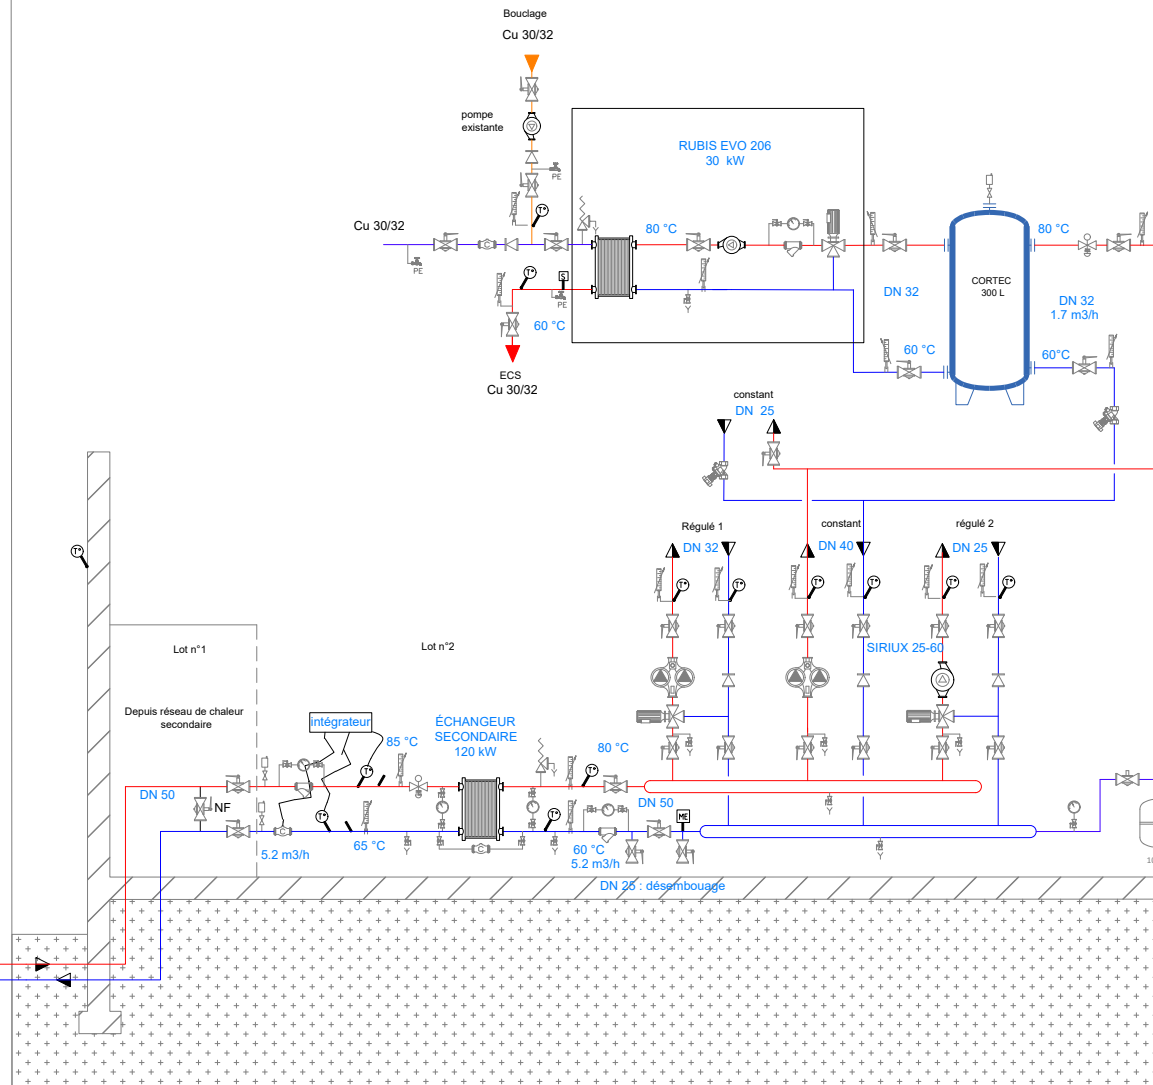 Bouclage
Cu 30/32
pompe
existante
PE
RUBIS EVO 206
30  kW
Cu 30/32
T°
80 °C
80 °C
C
PE
T°
S
PE
60 °C
DN 32
CORTEC
300 L
DN 32
1.7 m3/h
60 °C
60°C
ECS
Cu 30/32
constant
DN  25
Régulé 1
constant
régulé 2
DN 32
DN 40
DN 25
T°
T°
T°
T°
T°
T°
T°
SIRIUX 25-60
Lot n°1
Lot n°2
Depuis réseau de chaleur
secondaire
intégrateur
85 °C
ÉCHANGEUR
SECONDAIRE
120 kW
80 °C
T°
T°
DN 50
NF
DN 50
T°
T°
ME
C
C
5.2 m3/h
65 °C
60 °C
5.2 m3/h
10
DN 25 : désembouage